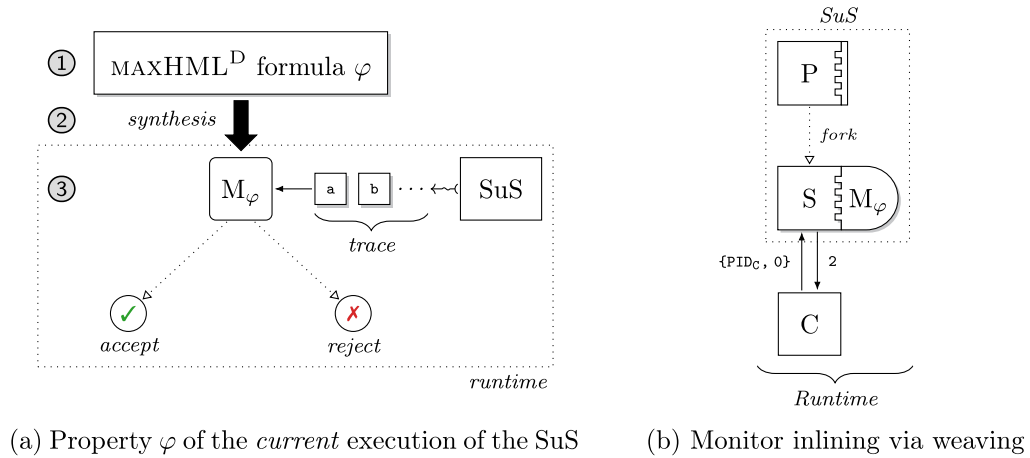 1 MAXHML^D formula φ
2 synthesis
3 M_φ a b ··· SuS
trace
✓ ✗
accept reject
runtime
(a) Property φ of the current execution of the SuS
SuS
P
fork
S M_φ
{PID_C, 0} 2
C
Runtime
(b) Monitor inlining via weaving